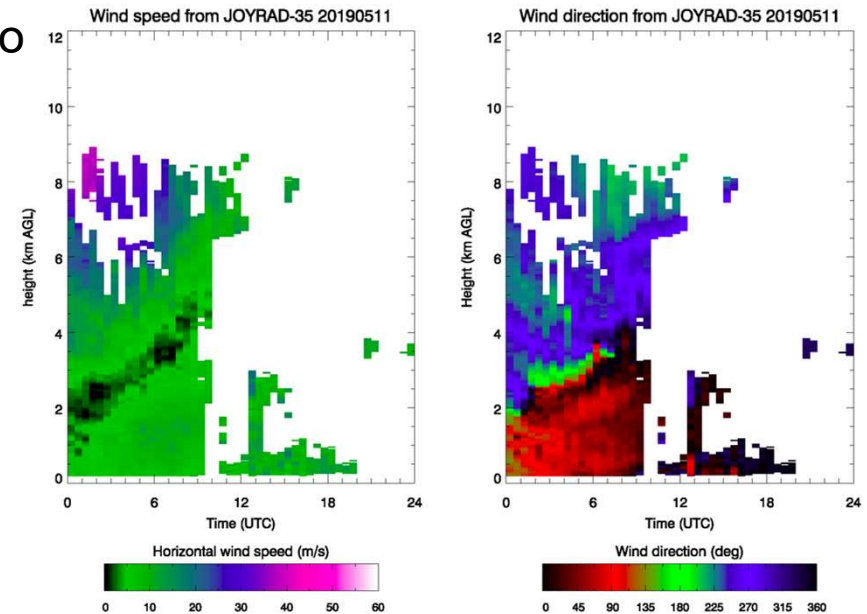 o
Wind speed from JOYRAD-35 20190511
12
10
8
6
4
2
0
height (km AGL)
0 6 12 18 24
Time (UTC)
Horizontal wind speed (m/s)
0 10 20 30 40 50 60
Wind direction from JOYRAD-35 20190511
12
10
8
6
4
2
0
Height (km AGL)
0 6 12 18 24
Time (UTC)
Wind direction (deg)
0 45 90 135 180 225 270 315 360